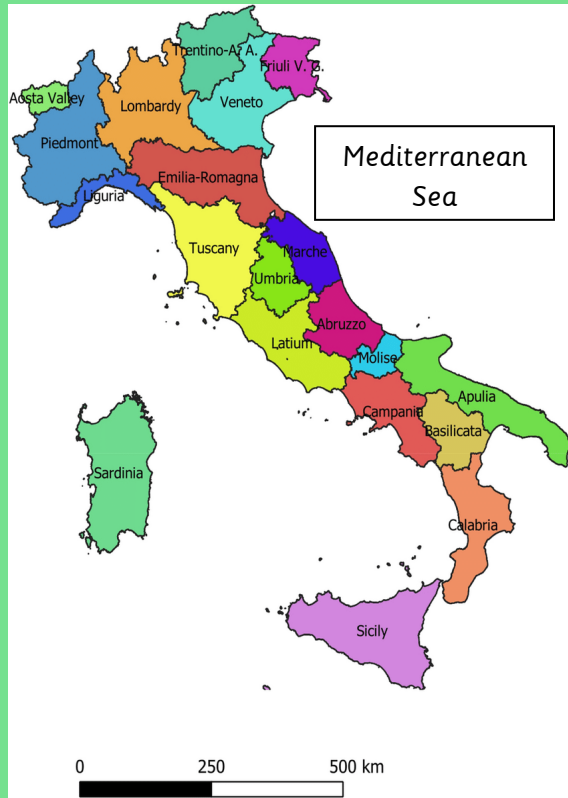 Trentino-A. A.
Friuli V. G.
Aosta Valley
Lombardy
Veneto
Piedmont
Mediterranean
Sea
Emilia-Romagna
Liguria
Tuscany
Marche
Umbria
Abruzzo
Latium
Molise
Apulia
Campania
Basilicata
Sardinia
Calabria
Sicily
0 250 500 km